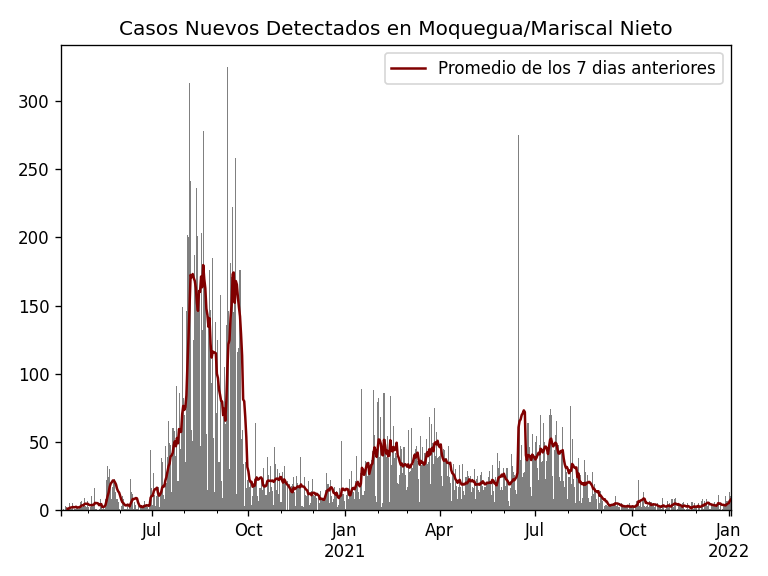 Casos Nuevos Detectados en Moquegua/Mariscal Nieto
Promedio de los 7 dias anteriores
300
250
200
150
100
50
0
Jul Oct Jan Apr Jul Oct Jan
2021 2022